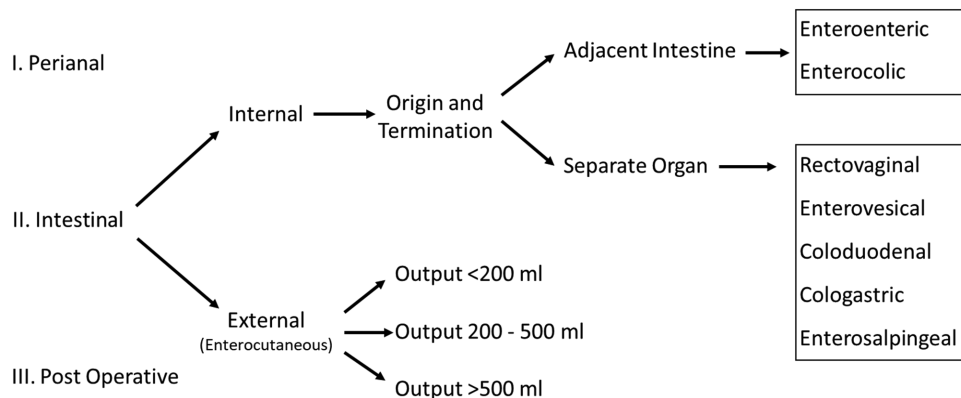 I. Perianal
II. Intestinal
III. Post Operative
Internal
External
(Enterocutaneous)
Origin and
Termination
Adjacent Intestine
Separate Organ
Enteroenteric
Enterocolic
Rectovaginal
Enterovesical
Coloduodenal
Cologastric
Enterosalpingeal
Output <200 ml
Output 200 - 500 ml
Output >500 ml